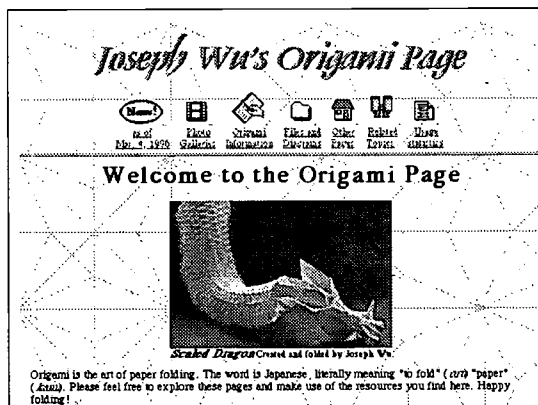 Joseph Wu's Origami Page
News!
as of Mar. 4, 1996
Photo Galleries
Origami Information
Files and Diagrams
Other Pages
Related Topics
Usage statistics
Welcome to the Origami Page
Scaled Dragon Created and folded by Joseph Wu.
Origami is the art of paper folding. The word is Japanese, literally meaning "to fold" (ori) "paper"
(kami). Please feel free to explore these pages and make use of the resources you find here. Happy
folding!